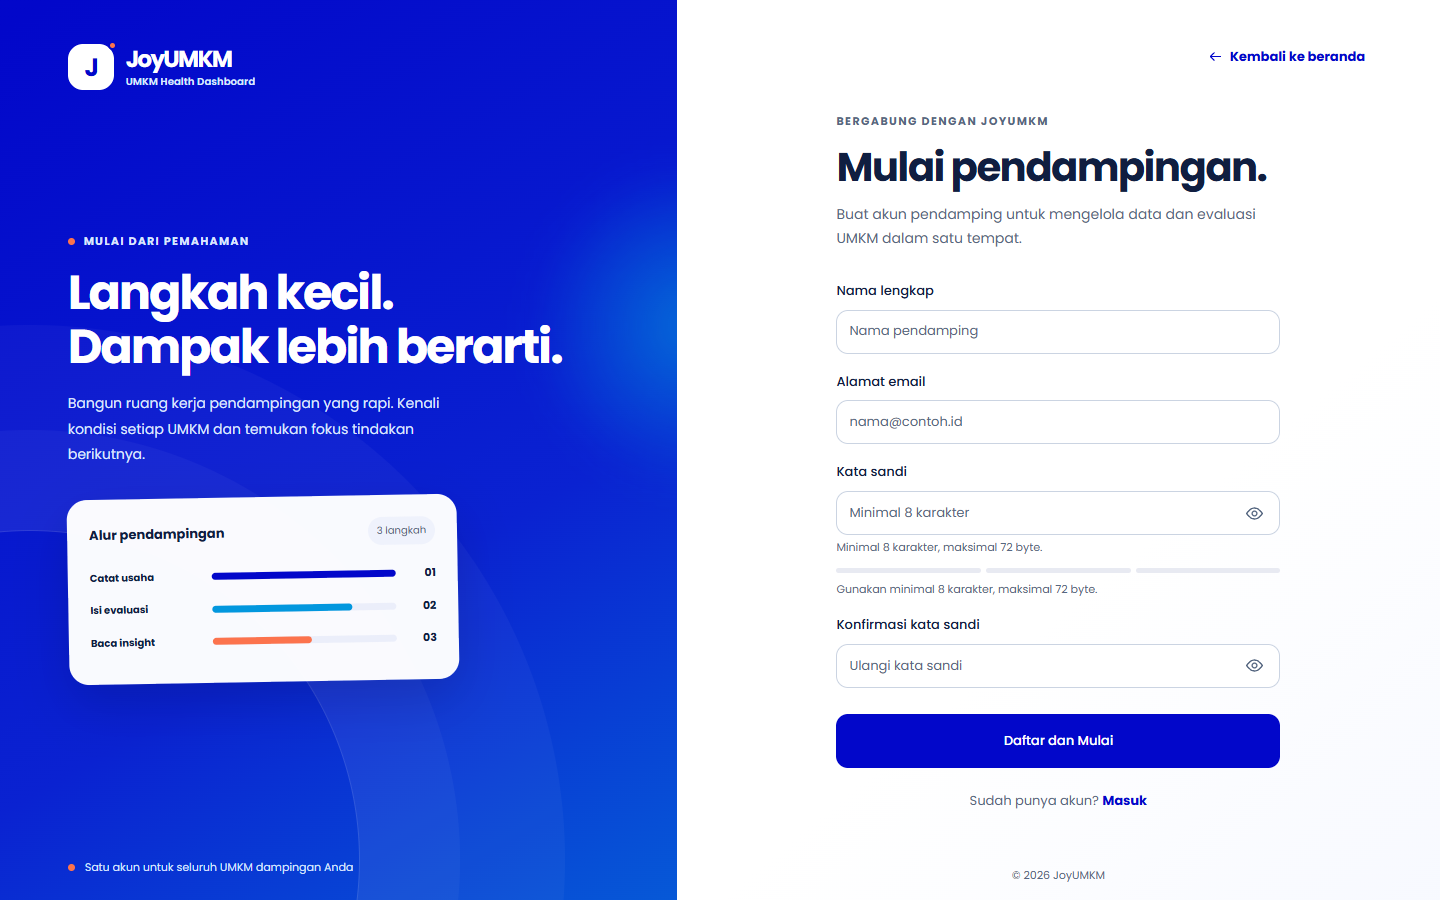 J
JoyUMKM
UMKM Health Dashboard
MULAI DARI PEMAHAMAN
Langkah kecil.
Dampak lebih berarti.
Bangun ruang kerja pendampingan yang rapi. Kenali
kondisi setiap UMKM dan temukan fokus tindakan
berikutnya.
Alur pendampingan
3 langkah
Catat usaha 01
Isi evaluasi 02
Baca insight 03
Satu akun untuk seluruh UMKM dampingan Anda
← Kembali ke beranda
BERGABUNG DENGAN JOYUMKM
Mulai pendampingan.
Buat akun pendamping untuk mengelola data dan evaluasi
UMKM dalam satu tempat.
Nama lengkap
Nama pendamping
Alamat email
nama@contoh.id
Kata sandi
Minimal 8 karakter
Minimal 8 karakter, maksimal 72 byte.
Gunakan minimal 8 karakter, maksimal 72 byte.
Konfirmasi kata sandi
Ulangi kata sandi
Daftar dan Mulai
Sudah punya akun? Masuk
© 2026 JoyUMKM